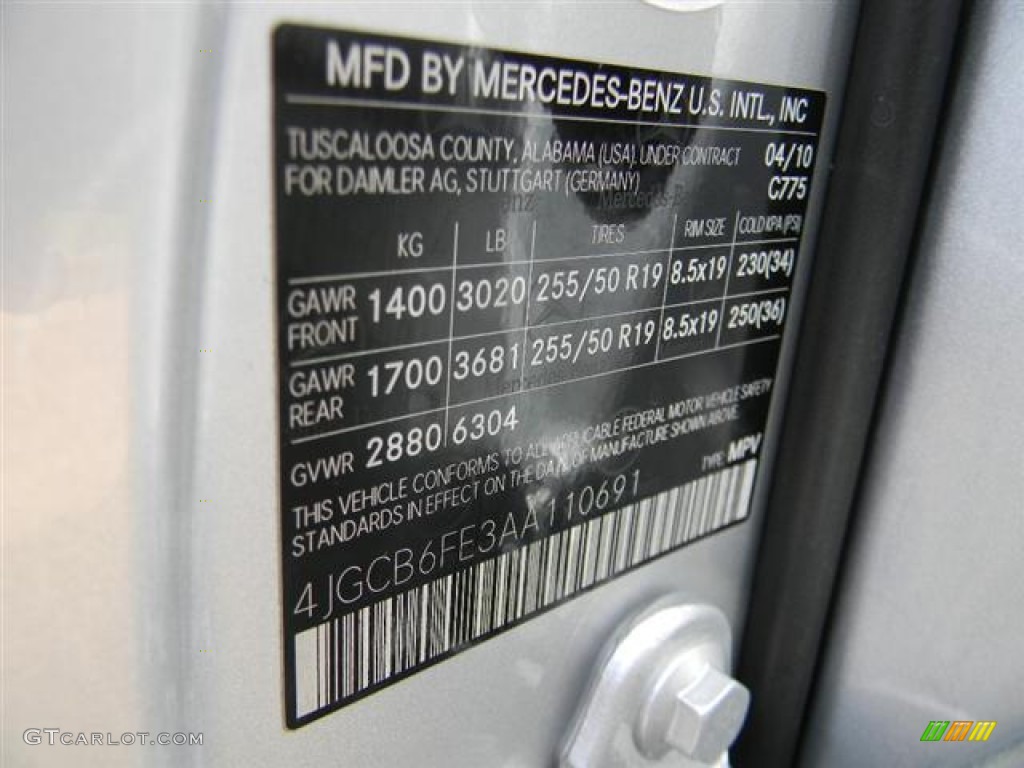 MFD BY MERCEDES-BENZ U.S. INTL., INC
TUSCALOOSA COUNTY, ALABAMA (USA). UNDER CONTRACT 04/10
FOR DAIMLER AG, STUTTGART (GERMANY) C775
KG LB TIRES RIM SIZE COLD KPA (PSI)
GAWR FRONT 1400 3020 255/50 R19 8.5x19 230(34)
GAWR REAR 1700 3681 255/50 R19 8.5x19 250(36)
GVWR 2880 6304
THIS VEHICLE CONFORMS TO ALL APPLICABLE FEDERAL MOTOR VEHICLE SAFETY
STANDARDS IN EFFECT ON THE DATE OF MANUFACTURE SHOWN ABOVE.
TYPE: MPV
4JGCB6FE3AA110691
GTCARLOT.COM